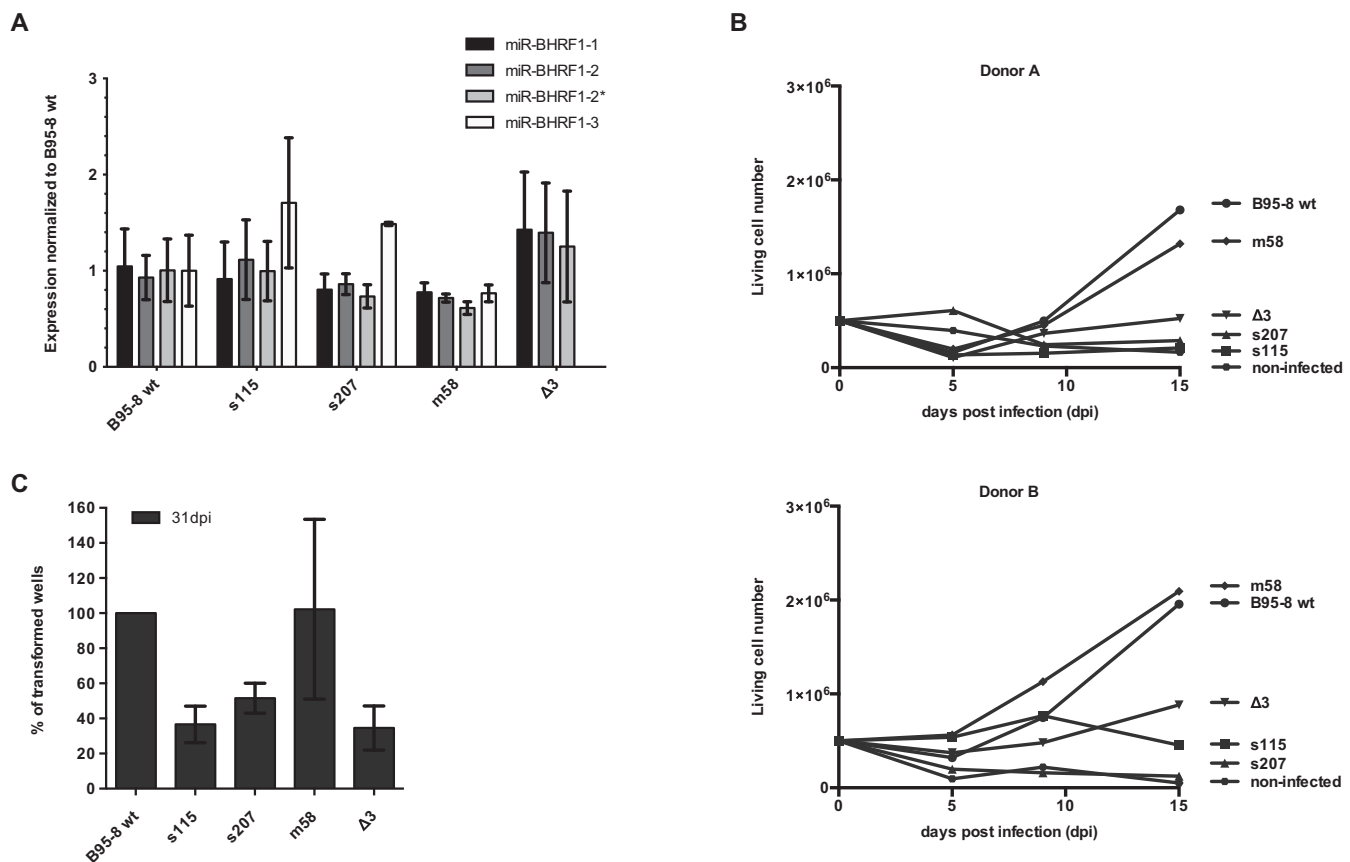 A
miR-BHRF1-1
miR-BHRF1-2
miR-BHRF1-2*
miR-BHRF1-3
Expression normalized to B95-8 wt
3
2
1
0
B95-8 wt
s115
s207
m58
Δ3
B
Donor A
Living cell number
3×10⁶
2×10⁶
1×10⁶
0
0
5
10
15
days post infection (dpi)
B95-8 wt
m58
Δ3
s207
s115
non-infected
C
31dpi
% of transformed wells
160
140
120
100
80
60
40
20
0
B95-8 wt
s115
s207
m58
Δ3
Donor B
Living cell number
3×10⁶
2×10⁶
1×10⁶
0
0
5
10
15
days post infection (dpi)
m58
B95-8 wt
Δ3
s115
s207
non-infected